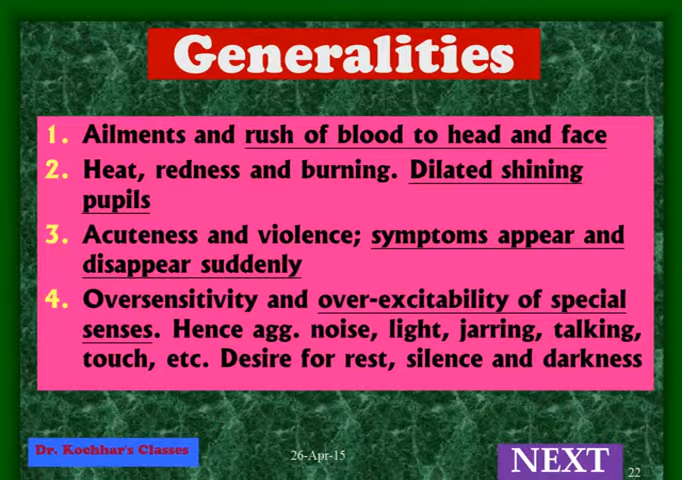 Generalities
1. Ailments and rush of blood to head and face
2. Heat, redness and burning. Dilated shining
pupils
3. Acuteness and violence; symptoms appear and
disappear suddenly
4. Oversensitivity and over-excitability of special
senses. Hence agg. noise, light, jarring, talking,
touch, etc. Desire for rest, silence and darkness
Dr. Kochhar's Classes
26-Apr-15
NEXT
22